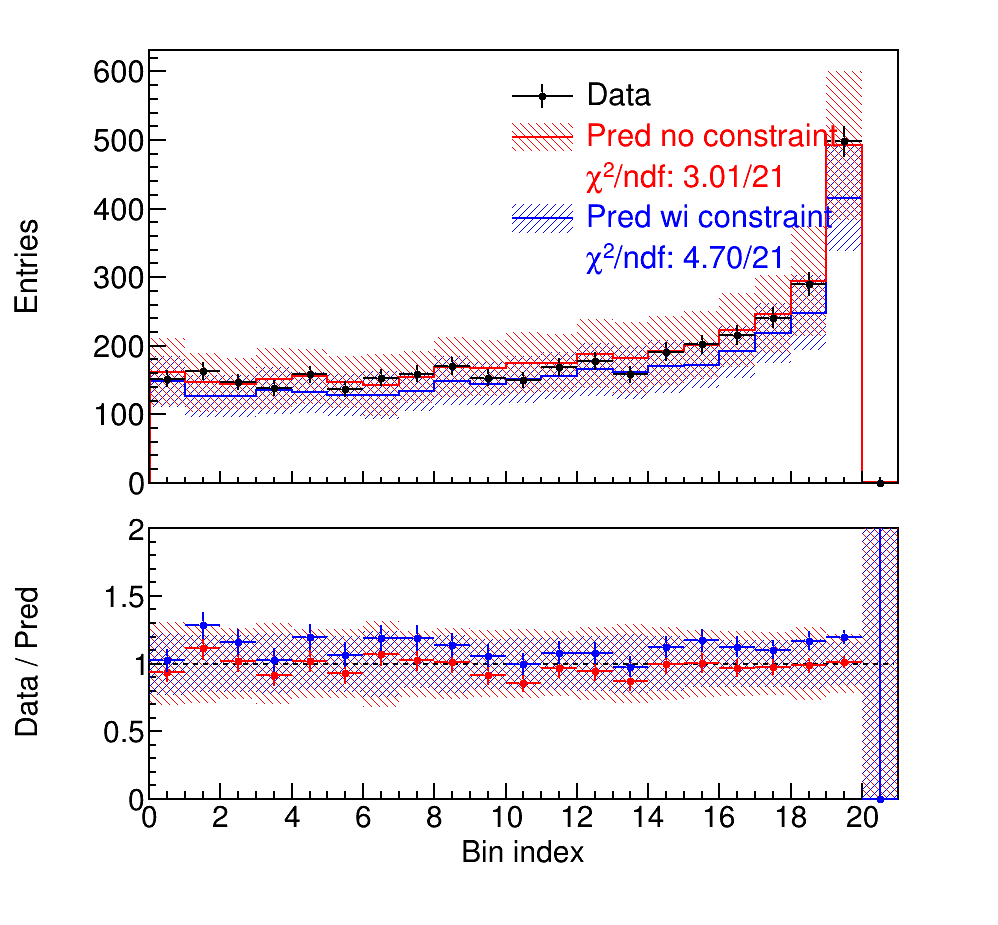 600
500
400
300
200
100
0
Entries
Data
Pred no constraint
χ²/ndf: 3.01/21
Pred wi constraint
χ²/ndf: 4.70/21
2
1.5
1
0.5
0
Data / Pred
0 2 4 6 8 10 12 14 16 18 20
Bin index